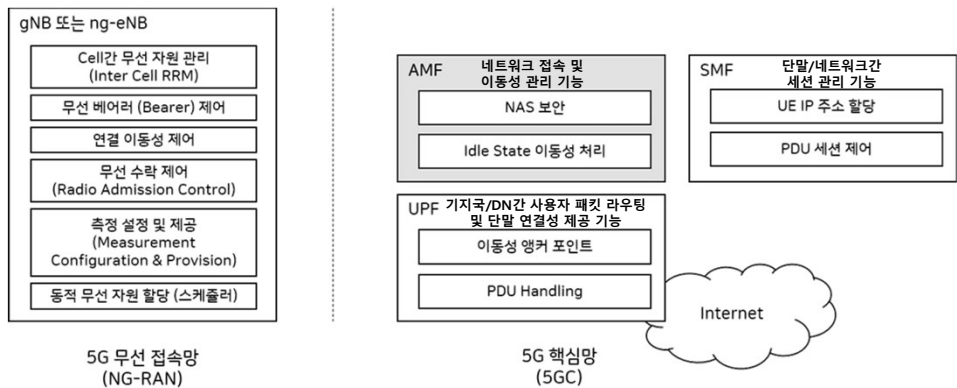 gNB 또는 ng-eNB
Cell간 무선 자원 관리
(Inter Cell RRM)
무선 베어러 (Bearer) 제어
연결 이동성 제어
무선 수락 제어
(Radio Admission Control)
측정 설정 및 제공
(Measurement
Configuration & Provision)
동적 무선 자원 할당 (스케쥴러)
5G 무선 접속망
(NG-RAN)
AMF 네트워크 접속 및
이동성 관리 기능
NAS 보안
Idle State 이동성 처리
SMF 단말/네트워크간
세션 관리 기능
UE IP 주소 할당
PDU 세션 제어
UPF 기지국/DN간 사용자 패킷 라우팅
및 단말 연결성 제공 기능
이동성 앵커 포인트
PDU Handling
Internet
5G 핵심망
(5GC)